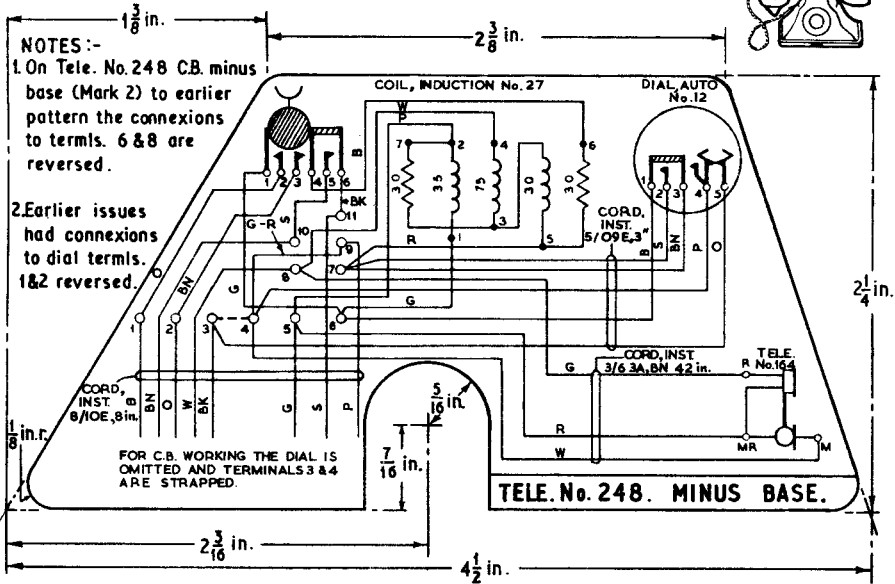 1 3/8 in.
2 3/8 in.
NOTES:-
1. On Tele. No. 248 C.B. minus
base (Mark 2) to earlier
pattern the connexions
to termls. 6 & 8 are
reversed.
2. Earlier issues
had connexions
to dial termls.
1 & 2 reversed.
COIL, INDUCTION No. 27
DIAL, AUTO
No. 12
W
P
B
7
2
4
6
30
35
75
30
30
1
3
5
1 2 3 4 5 6
*BK
11
S
G-R
10
9
R
8
7
BN
G
G
O
1
2
3
4
5
6
1 2 3 4 5
CORD,
INST.
5/09E, 3"
B
S
BN
P
O
2 1/4 in.
CORD, INST
3/6 3A, BN 42 in.
G
R
TELE.
No. 164
R
W
MR
M
CORD
INST.
8/10E, 8 in.
B
BN
O
W
BK
G
S
P
5/16 in.
7/16 in.
1/8 in.r.
FOR C.B. WORKING THE DIAL IS
OMITTED AND TERMINALS 3 & 4
ARE STRAPPED.
TELE. No. 248. MINUS BASE.
2 3/16 in.
4 1/2 in.